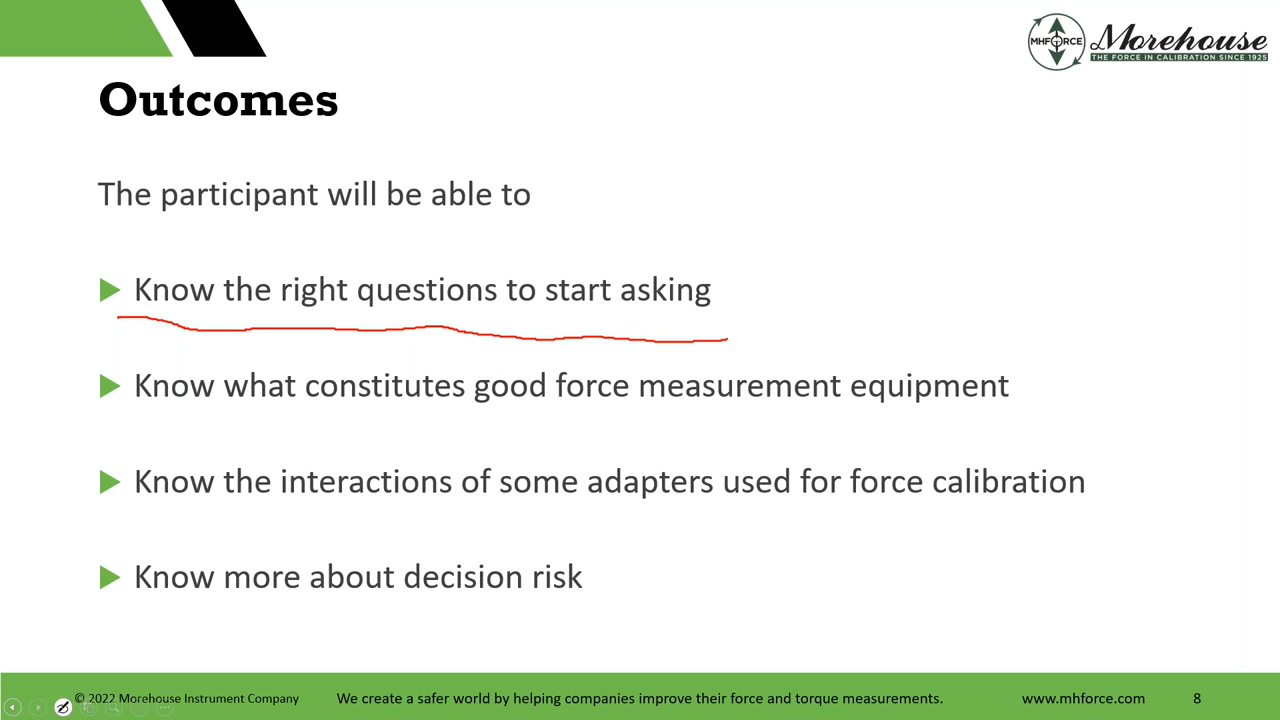 MHFORCE
Morehouse
THE FORCE IN CALIBRATION SINCE 1925
Outcomes
The participant will be able to
Know the right questions to start asking
Know what constitutes good force measurement equipment
Know the interactions of some adapters used for force calibration
Know more about decision risk
© 2022 Morehouse Instrument Company We create a safer world by helping companies improve their force and torque measurements. www.mhforce.com 8